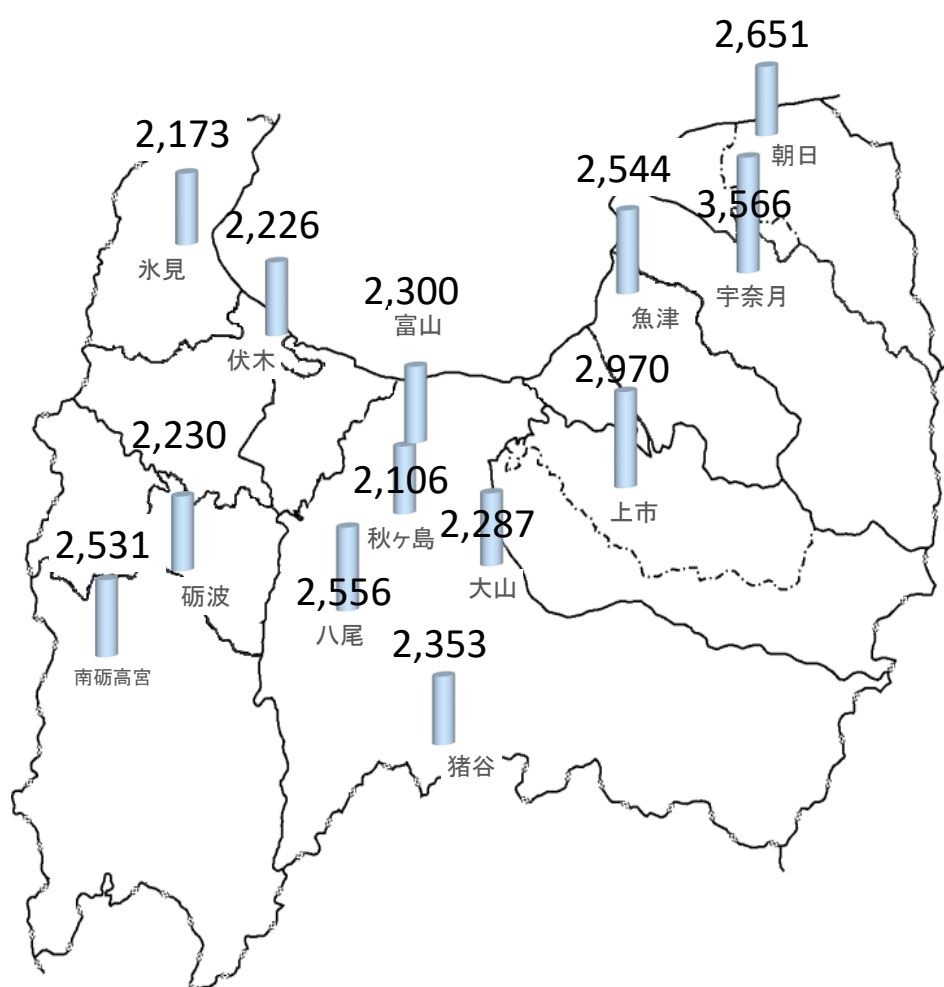 2,651
朝日
2,173
氷見
2,544
魚津
3,566
宇奈月
2,226
伏木
2,300
富山
2,970
上市
2,230
砺波
2,106
秋ヶ島
2,287
大山
2,531
南砺高宮
2,556
八尾
2,353
猪谷